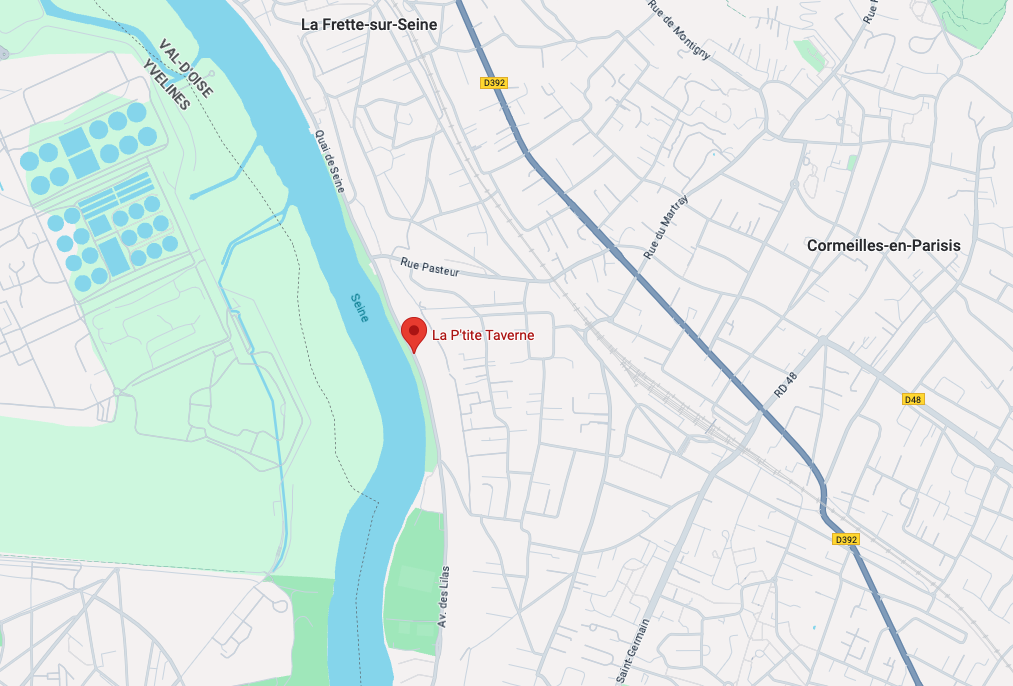 La Frette-sur-Seine
Rue de Montigny
VAL-D'OISE
YVELINES
D392
Quai de Seine
Rue du Martray
Cormeilles-en-Parisis
Rue Pasteur
Seine
La P'tite Taverne
RD 48
D48
D392
Av. des Lilas
Saint-Germain